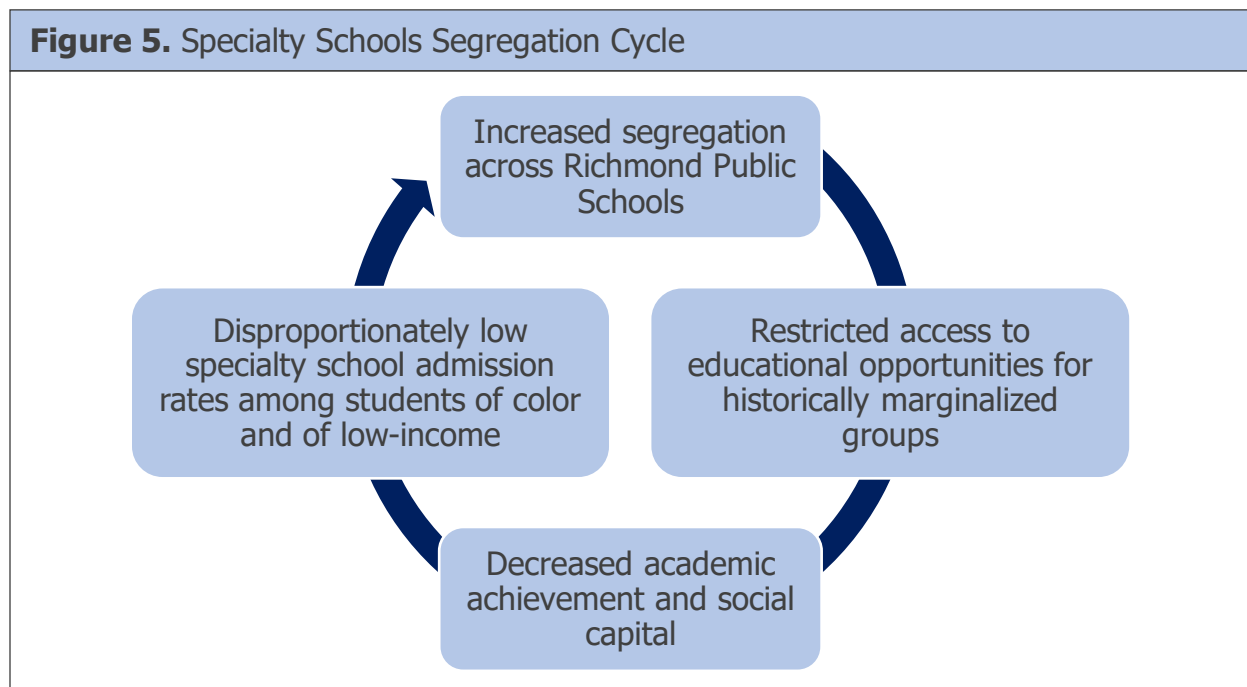 Figure 5. Specialty Schools Segregation Cycle
Increased segregation
across Richmond Public
Schools
Restricted access to
educational opportunities for
historically marginalized
groups
Decreased academic
achievement and social
capital
Disproportionately low
specialty school admission
rates among students of color
and of low-income